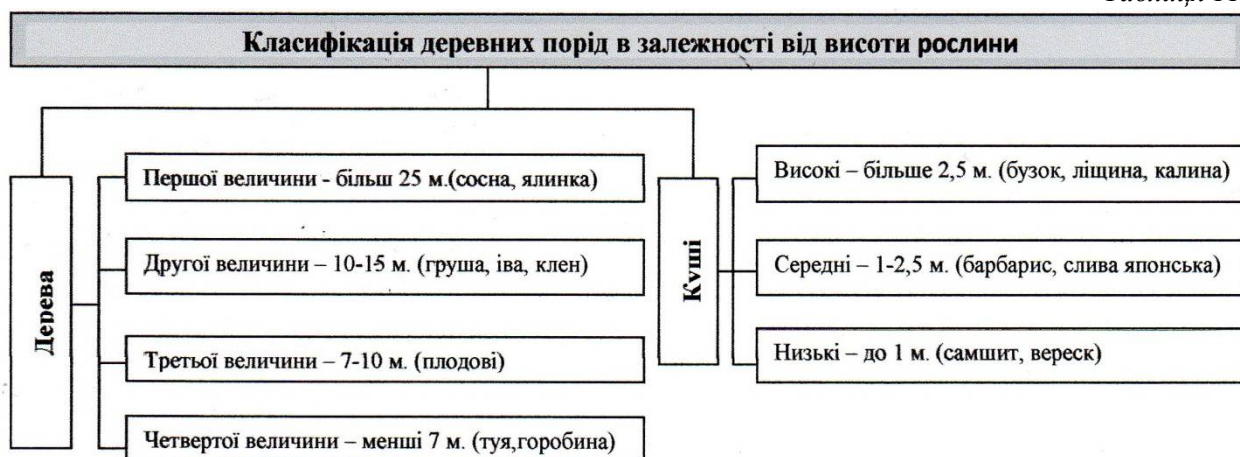 Класифікація деревних порід в залежності від висоти рослини
Дерева
Першої величини - більш 25 м.(сосна, ялинка)
Другої величини – 10-15 м. (груша, іва, клен)
Третьої величини – 7-10 м. (плодові)
Четвертої величини – менші 7 м. (туя,горобина)
Кущі
Високі – більше 2,5 м. (бузок, ліщина, калина)
Середні – 1-2,5 м. (барбарис, слива японська)
Низькі – до 1 м. (самшит, вереск)